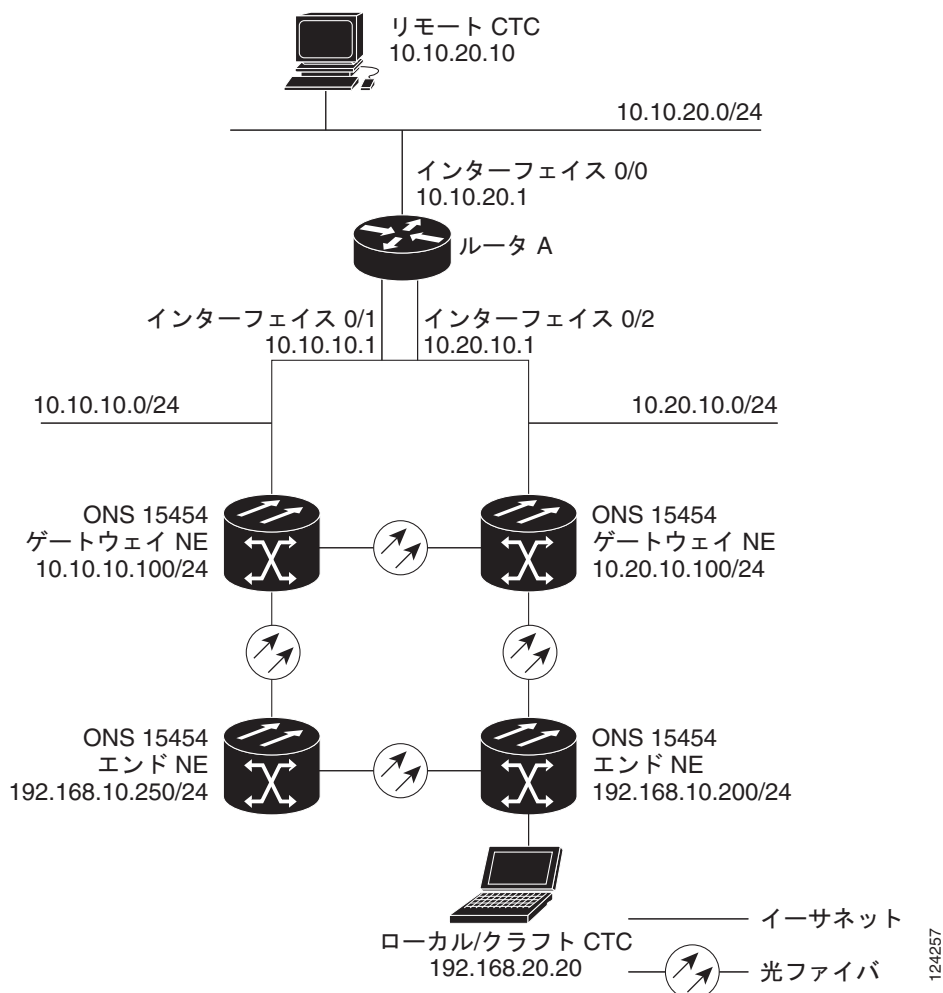 リモート CTC
10.10.20.10
10.10.20.0/24
インターフェイス 0/0
10.10.20.1
ルータ A
インターフェイス 0/1
10.10.10.1
インターフェイス 0/2
10.20.10.1
10.10.10.0/24
10.20.10.0/24
ONS 15454
ゲートウェイ NE
10.10.10.100/24
ONS 15454
ゲートウェイ NE
10.20.10.100/24
ONS 15454
エンド NE
192.168.10.250/24
ONS 15454
エンド NE
192.168.10.200/24
ローカル/クラフト CTC
192.168.20.20
イーサネット
光ファイバ
124257